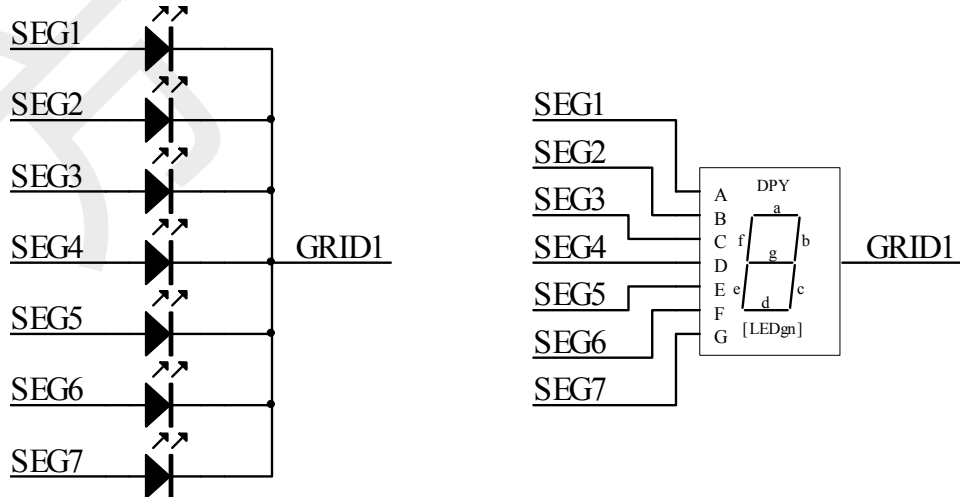 SEG1
SEG2
SEG3
SEG4
SEG5
SEG6
SEG7
GRID1
SEG1
SEG2
SEG3
SEG4
SEG5
SEG6
SEG7
A
B
C
D
E
F
G
DPY
a
f
b
g
e
c
d
[LEDgn]
GRID1